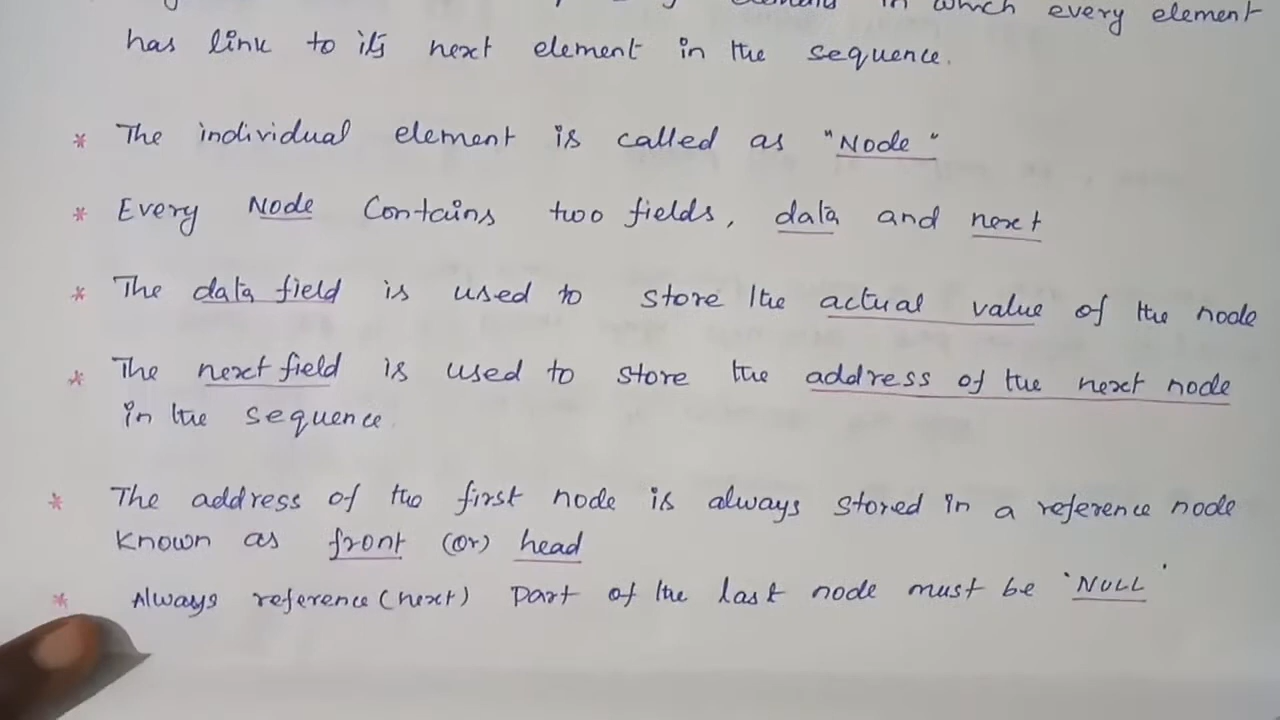 in which every element
has link to its next element in the sequence.
* The individual element is called as "Node"
* Every Node Contains two fields, data and next
* The data field is used to store the actual value of the node
* The next field is used to store the address of the next node
in the sequence
* The address of the first node is always stored in a reference node
known as front (or) head
* Always reference (next) part of the last node must be 'NULL'